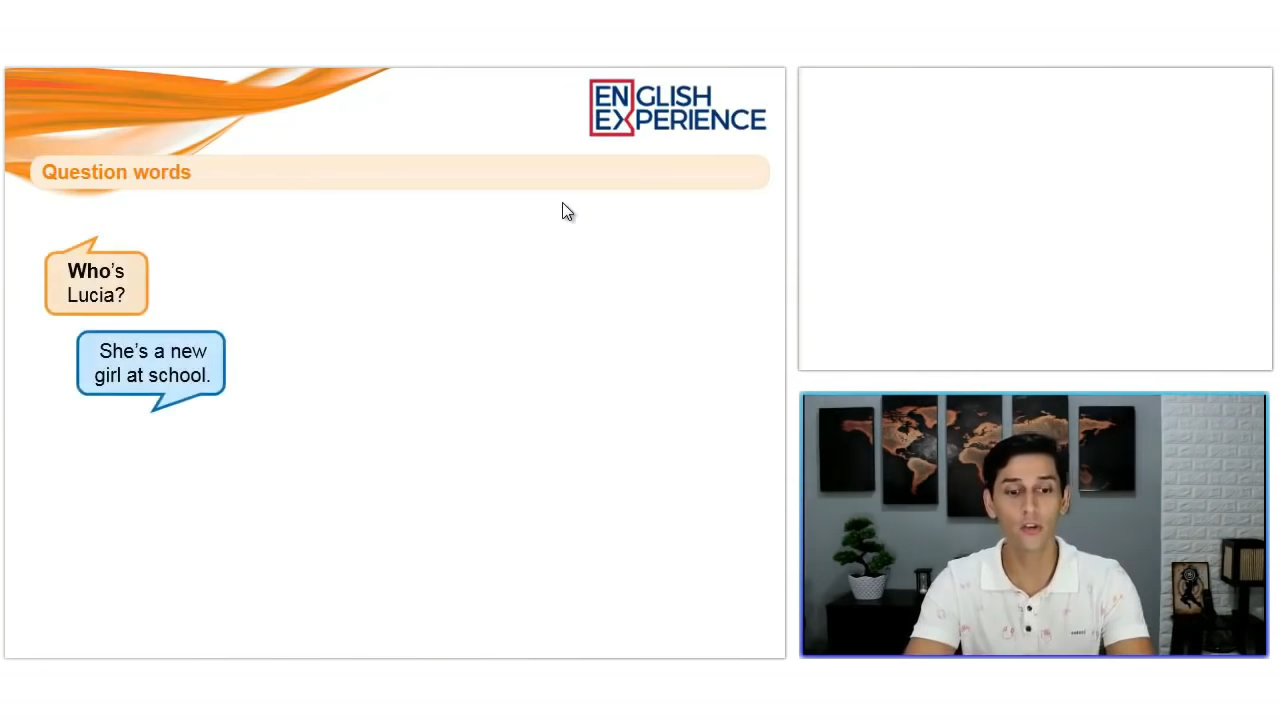 ENGLISH
EXPERIENCE
Question words
Who's
Lucia?
She's a new
girl at school.